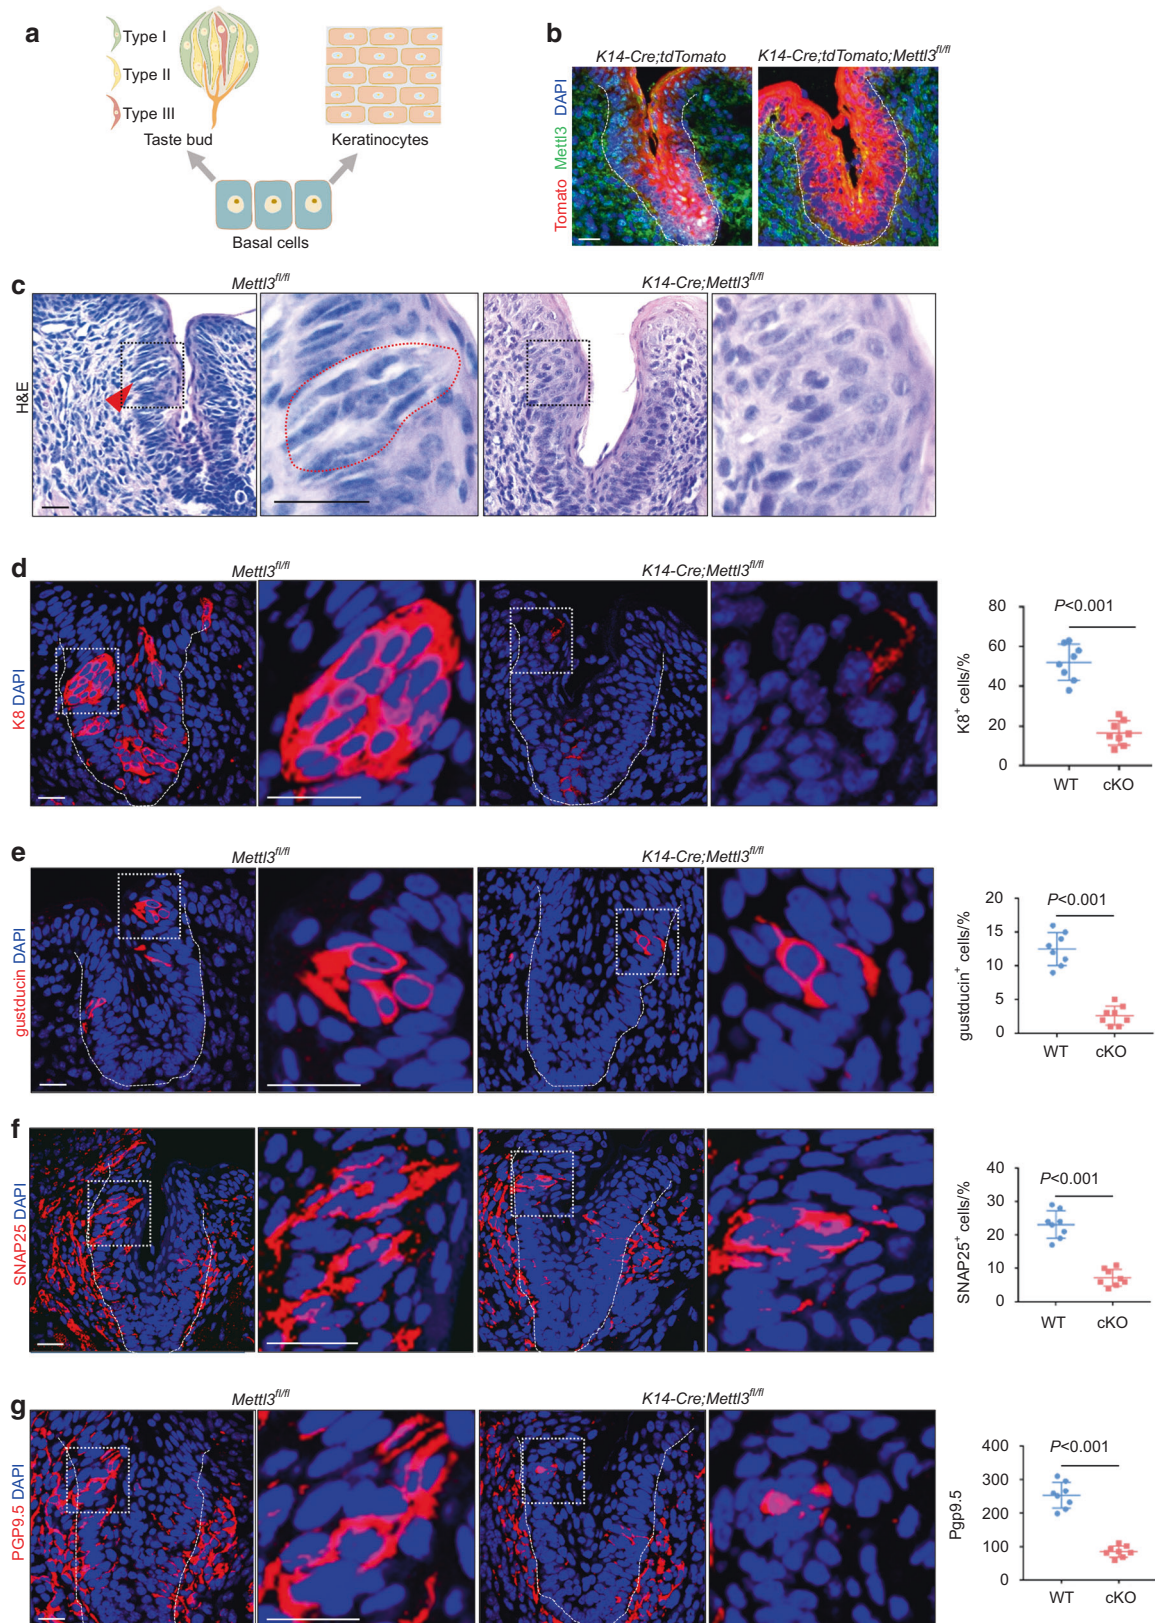 a
Type I
Type II
Type III
Taste bud
Keratinocytes
Basal cells
b
K14-Cre;tdTomato
K14-Cre;tdTomato;Mettl3fl/fl
Tomato Mettl3 DAPI
c
Mettl3fl/fl
K14-Cre;Mettl3fl/fl
H&E
d
Mettl3fl/fl
K14-Cre;Mettl3fl/fl
K8 DAPI
K8+ cells/%
80
60
40
20
0
P<0.001
WT
cKO
e
Mettl3fl/fl
K14-Cre;Mettl3fl/fl
gustducin DAPI
gustducin+ cells/%
20
15
10
5
0
P<0.001
WT
cKO
f
SNAP25 DAPI
SNAP25+ cells/%
40
30
20
10
0
P<0.001
WT
cKO
g
Mettl3fl/fl
K14-Cre;Mettl3fl/fl
PGP9.5 DAPI
Pgp9.5
400
300
200
100
0
P<0.001
WT
cKO